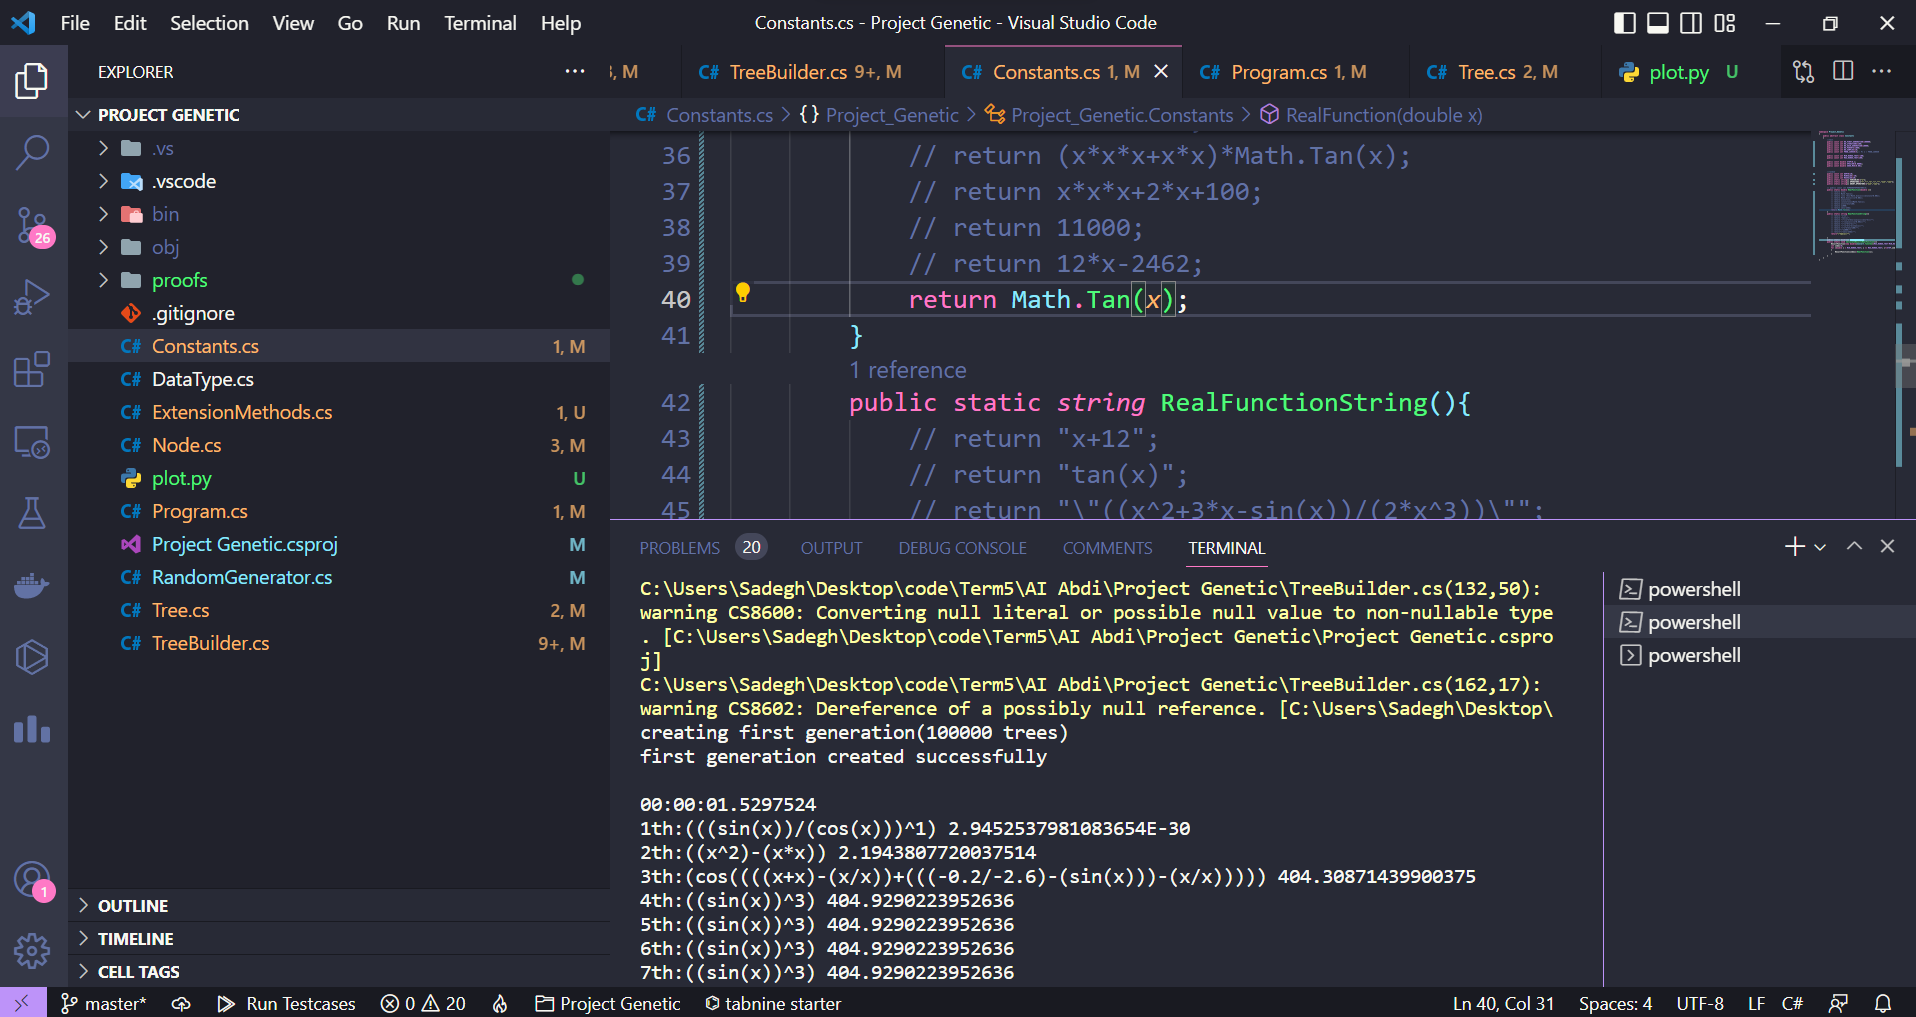 File Edit Selection View Go Run Terminal Help
Constants.cs - Project Genetic - Visual Studio Code
EXPLORER
3, M
C# TreeBuilder.cs 9+, M
C# Constants.cs 1, M
C# Program.cs 1, M
C# Tree.cs 2, M
plot.py U
PROJECT GENETIC
.vs
.vscode
bin
obj
proofs
.gitignore
C# Constants.cs 1, M
C# DataType.cs
C# ExtensionMethods.cs 1, U
C# Node.cs 3, M
plot.py U
C# Program.cs 1, M
Project Genetic.csproj M
C# RandomGenerator.cs M
C# Tree.cs 2, M
C# TreeBuilder.cs 9+, M
OUTLINE
TIMELINE
CELL TAGS
26
1
C# Constants.cs > {} Project_Genetic > Project_Genetic.Constants > RealFunction(double x)
36 // return (x*x*x+x*x)*Math.Tan(x);
37 // return x*x*x+2*x+100;
38 // return 11000;
39 // return 12*x-2462;
40 return Math.Tan(x);
41 }
1 reference
42 public static string RealFunctionString(){
43 // return "x+12";
44 // return "tan(x)";
45 // return "\"((x^2+3*x-sin(x))/(2*x^3))\"";
PROBLEMS 20 OUTPUT DEBUG CONSOLE COMMENTS TERMINAL
C:\Users\Sadegh\Desktop\code\Term5\AI Abdi\Project Genetic\TreeBuilder.cs(132,50):
warning CS8600: Converting null literal or possible null value to non-nullable type
. [C:\Users\Sadegh\Desktop\code\Term5\AI Abdi\Project Genetic\Project Genetic.cspro
j]
C:\Users\Sadegh\Desktop\code\Term5\AI Abdi\Project Genetic\TreeBuilder.cs(162,17):
warning CS8602: Dereference of a possibly null reference. [C:\Users\Sadegh\Desktop\
creating first generation(100000 trees)
first generation created successfully
00:00:01.5297524
1th:(((sin(x))/(cos(x)))^1) 2.9452537981083654E-30
2th:((x^2)-(x*x)) 2.1943807720037514
3th:(cos((((x+x)-(x/x))+(((-0.2/-2.6)-(sin(x)))-(x/x))))) 404.30871439900375
4th:((sin(x))^3) 404.9290223952636
5th:((sin(x))^3) 404.9290223952636
6th:((sin(x))^3) 404.9290223952636
7th:((sin(x))^3) 404.9290223952636
powershell
powershell
powershell
master* Run Testcases 0 20 Project Genetic tabnine starter
Ln 40, Col 31 Spaces: 4 UTF-8 LF C#